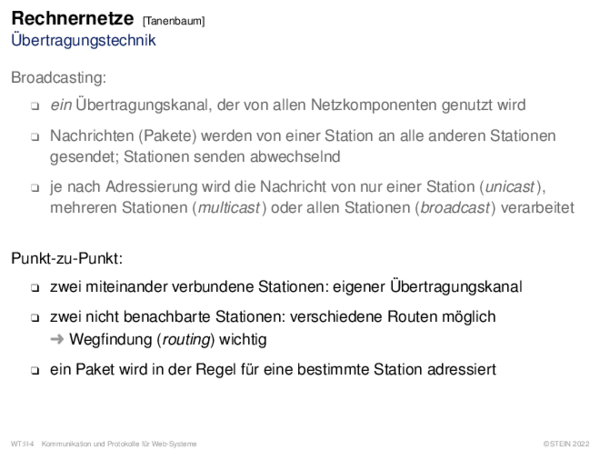 Rechnernetze [Tanenbaum]
Übertragungstechnik
Broadcasting:
❑ ein Übertragungskanal, der von allen Netzkomponenten genutzt wird
❑ Nachrichten (Pakete) werden von einer Station an alle anderen Stationen
gesendet; Stationen senden abwechselnd
❑ je nach Adressierung wird die Nachricht von nur einer Station (unicast),
mehreren Stationen (multicast) oder allen Stationen (broadcast) verarbeitet
Punkt-zu-Punkt:
❑ zwei miteinander verbundene Stationen: eigener Übertragungskanal
❑ zwei nicht benachbarte Stationen: verschiedene Routen möglich
➜ Wegfindung (routing) wichtig
❑ ein Paket wird in der Regel für eine bestimmte Station adressiert
WT:II-4 Kommunikation und Protokolle für Web-Systeme ©STEIN 2022